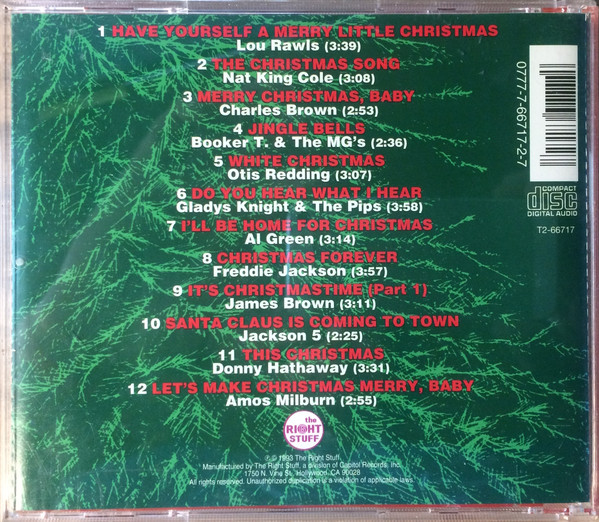 1 HAVE YOURSELF A MERRY LITTLE CHRISTMAS
Lou Rawls (3:39)
2 THE CHRISTMAS SONG
Nat King Cole (3:08)
3 MERRY CHRISTMAS, BABY
Charles Brown (2:53)
4 JINGLE BELLS
Booker T. & The MG's (2:36)
5 WHITE CHRISTMAS
Otis Redding (3:07)
6 DO YOU HEAR WHAT I HEAR
Gladys Knight & The Pips (3:58)
7 I'LL BE HOME FOR CHRISTMAS
Al Green (3:14)
8 CHRISTMAS FOREVER
Freddie Jackson (3:57)
9 IT'S CHRISTMASTIME (Part 1)
James Brown (3:11)
10 SANTA CLAUS IS COMING TO TOWN
Jackson 5 (2:25)
11 THIS CHRISTMAS
Donny Hathaway (3:31)
12 LET'S MAKE CHRISTMAS MERRY, BABY
Amos Milburn (2:55)
0777-7-66717-2-7
COMPACT
disc
DIGITAL AUDIO
T2-66717
the
RIGHT
STUFF
℗ © 1993 The Right Stuff.
Manufactured by The Right Stuff, a division of Capitol Records, Inc.
1750 N. Vine St., Hollywood, CA 90028
All rights reserved. Unauthorized duplication is a violation of applicable laws.